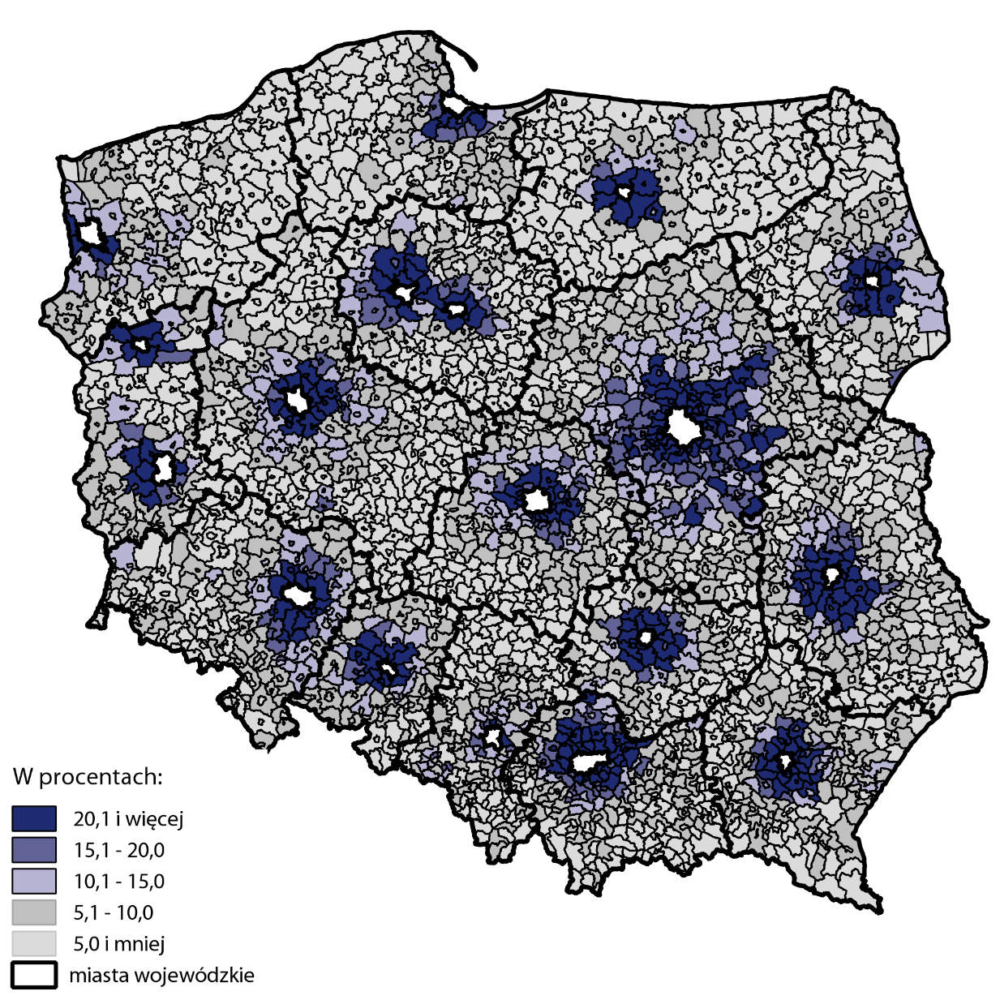 W procentach:
20,1 i więcej
15,1 - 20,0
10,1 - 15,0
5,1 - 10,0
5,0 i mniej
miasta wojewódzkie